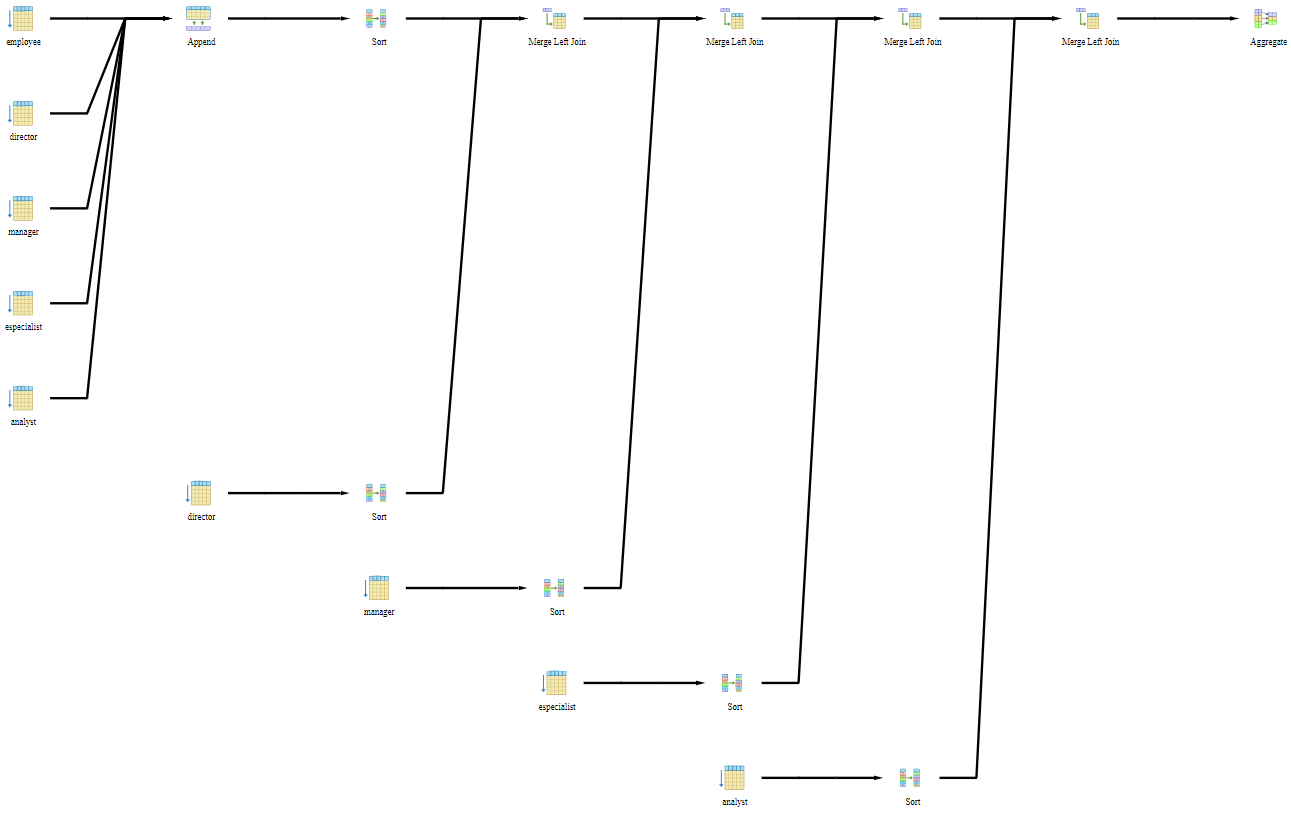 employee
Append
Sort
Merge Left Join
Merge Left Join
Merge Left Join
Merge Left Join
Aggregate
director
manager
especialist
analyst
director
Sort
manager
Sort
especialist
Sort
analyst
Sort